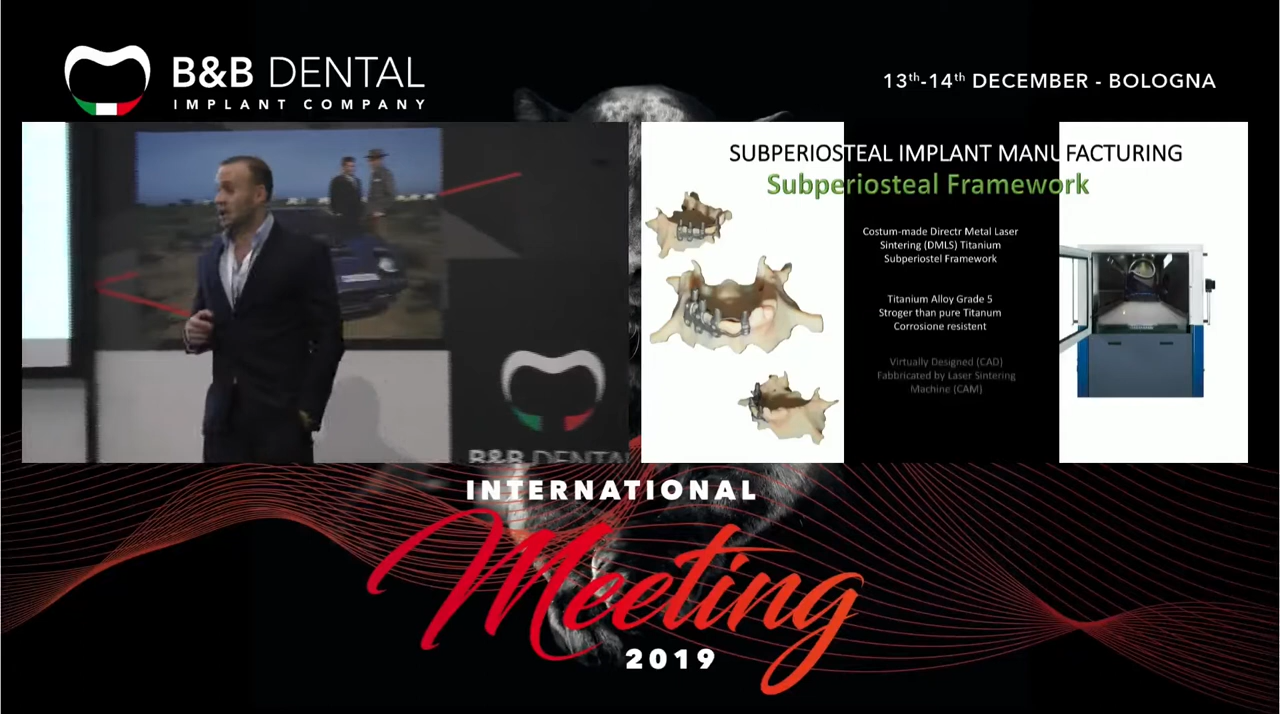 B&B DENTAL
IMPLANT COMPANY
13th-14th DECEMBER - BOLOGNA
SUBPERIOSTEAL IMPLANT MANUFACTURING
Subperiosteal Framework
Costum-made Directr Metal Laser
Sintering (DMLS) Titanium
Subperiostel Framework
Titanium Alloy Grade 5
Stroger than pure Titanum
Corrosione resistent
Virtually Designed (CAD)
Fabbricated by Laser Sintering
Machine (CAM)
B&B DENTAL
INTERNATIONAL
Meeting
2019